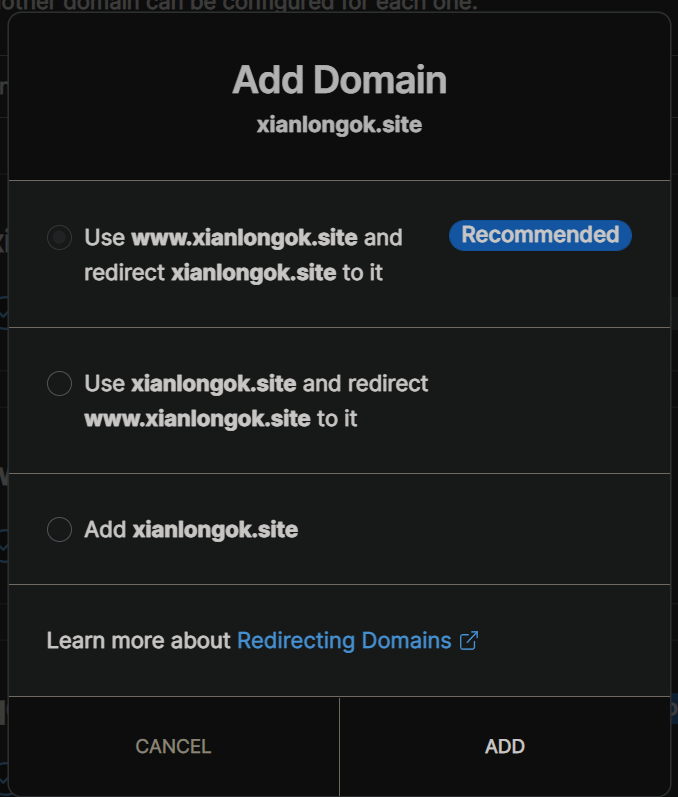 other domain can be configured for each one.
Add Domain
xianlongok.site
Use www.xianlongok.site and
redirect xianlongok.site to it
Recommended
Use xianlongok.site and redirect
www.xianlongok.site to it
Add xianlongok.site
Learn more about Redirecting Domains
CANCEL
ADD